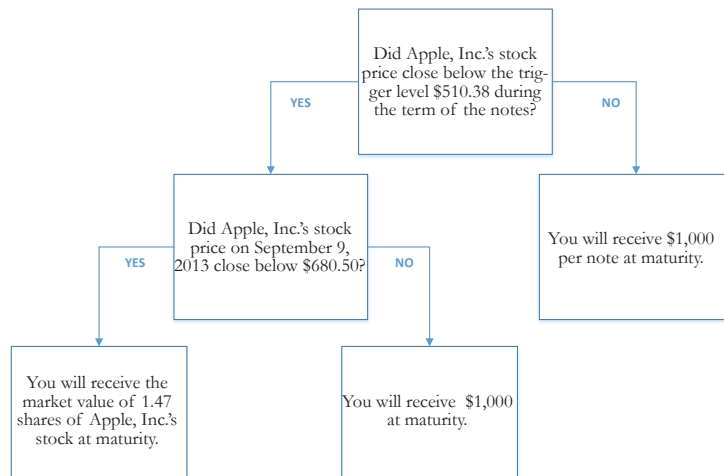 Did Apple, Inc.'s stock
price close below the trig-
ger level $510.38 during
the term of the notes?
YES
NO
Did Apple, Inc.'s stock
price on September 9,
2013 close below $680.50?
You will receive $1,000
per note at maturity.
YES
NO
You will receive the
market value of 1.47
shares of Apple, Inc.'s
stock at maturity.
You will receive $1,000
at maturity.